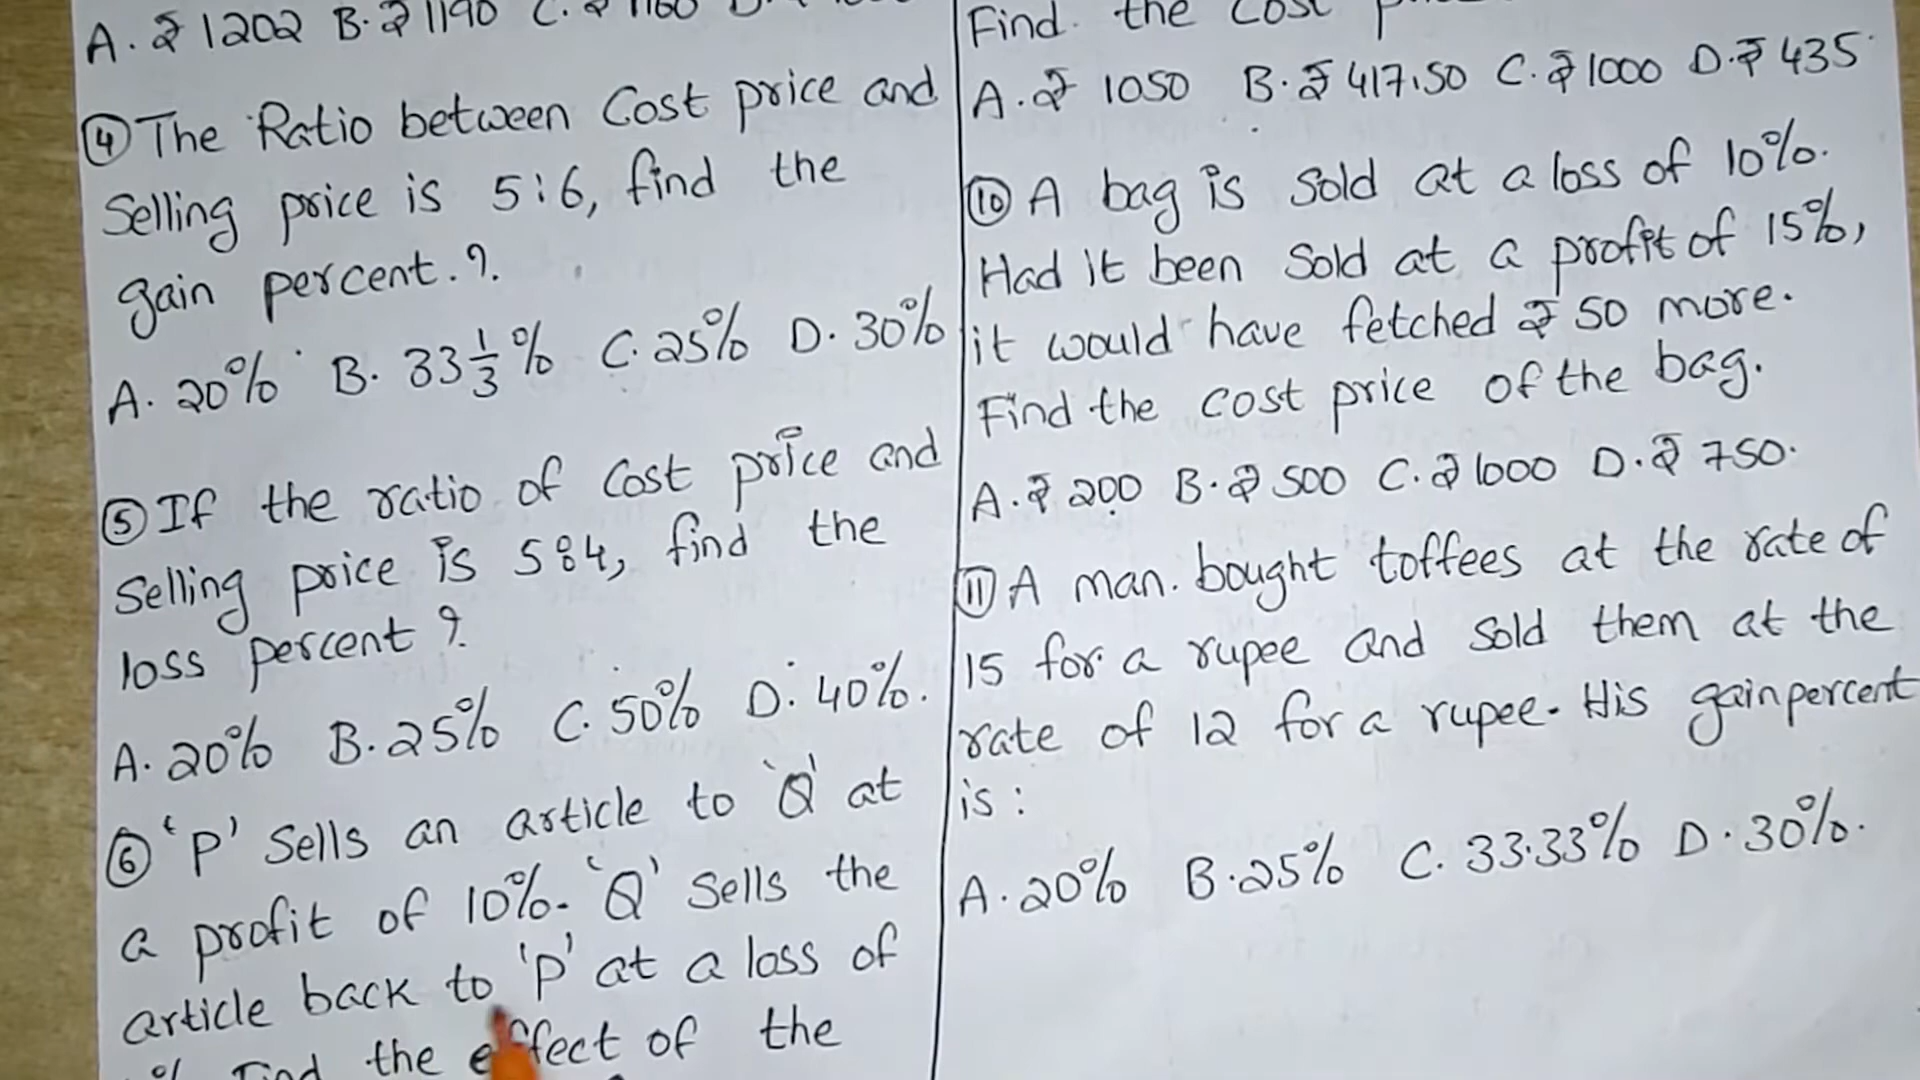 A. ₹ 1202 B. ₹ 1190 C. ₹ 1160 D.
④ The Ratio between Cost price and
Selling price is 5:6, find the
gain percent.?.
A. 20% B. 33 1/3 % C. 25% D. 30%
⑤ If the ratio of Cost price and
Selling price is 5:4, find the
loss percent ?
A. 20% B. 25% C. 50% D. 40%.
⑥ 'P' Sells an article to 'Q' at
a profit of 10%. 'Q' Sells the
article back to 'P' at a loss of
% Find the effect of the
Find the Cost
A. ₹ 1050 B. ₹ 417.50 C. ₹ 1000 D. ₹ 435
⑩ A bag is Sold at a loss of 10%.
Had it been Sold at a profit of 15%,
it would have fetched ₹ 50 more.
Find the cost price of the bag.
A. ₹ 200 B. ₹ 500 C. ₹ 1000 D. ₹ 750.
⑪ A man. bought toffees at the rate of
15 for a rupee and Sold them at the
rate of 12 for a rupee. His gain percent
is :
A. 20% B. 25% C. 33.33% D. 30%.